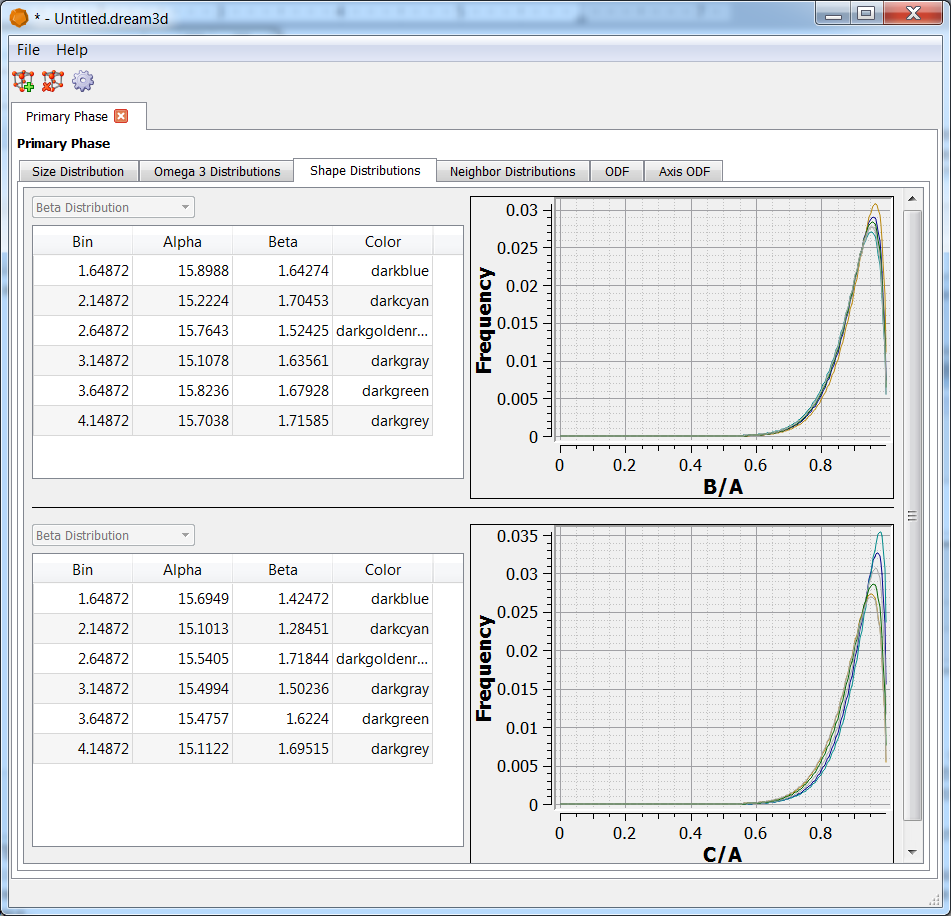 * - Untitled.dream3d
File Help
Primary Phase
Primary Phase
Size Distribution Omega 3 Distributions Shape Distributions Neighbor Distributions ODF Axis ODF
Beta Distribution
Bin Alpha Beta Color
1.64872 15.8988 1.64274 darkblue
2.14872 15.2224 1.70453 darkcyan
2.64872 15.7643 1.52425 darkgoldenr...
3.14872 15.1078 1.63561 darkgray
3.64872 15.8236 1.67928 darkgreen
4.14872 15.7038 1.71585 darkgrey
Frequency
0.03
0.025
0.02
0.015
0.01
0.005
0
0 0.2 0.4 0.6 0.8
B/A
Beta Distribution
Bin Alpha Beta Color
1.64872 15.6949 1.42472 darkblue
2.14872 15.1013 1.28451 darkcyan
2.64872 15.5405 1.71844 darkgoldenr...
3.14872 15.4994 1.50236 darkgray
3.64872 15.4757 1.6224 darkgreen
4.14872 15.1122 1.69515 darkgrey
Frequency
0.035
0.03
0.025
0.02
0.015
0.01
0.005
0
0 0.2 0.4 0.6 0.8
C/A